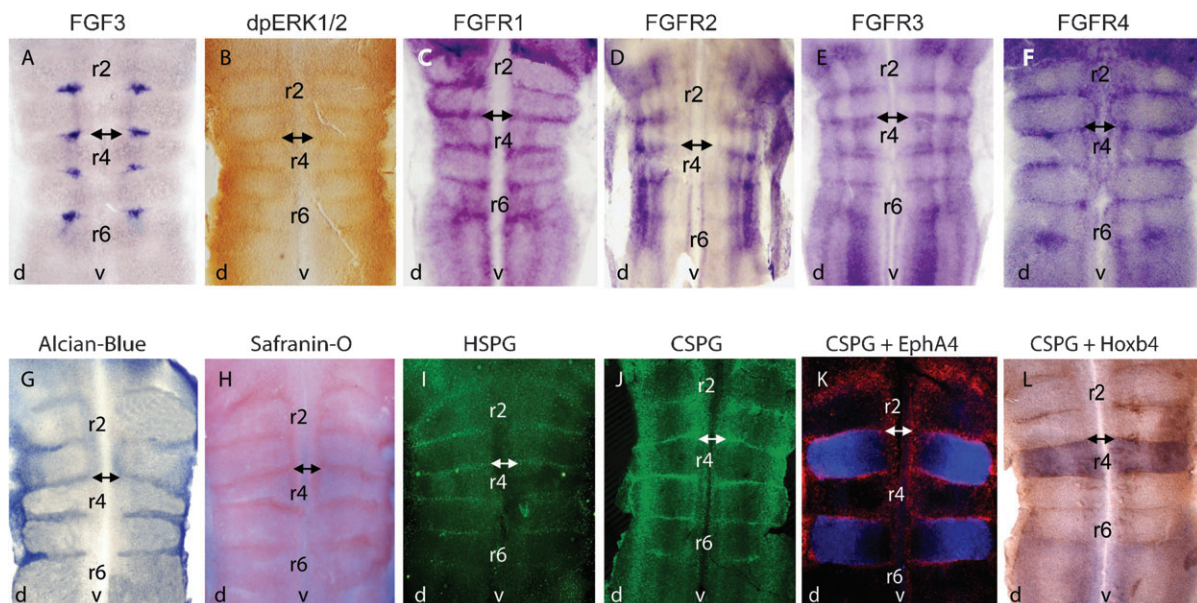 FGF3 dpERK1/2 FGFR1 FGFR2 FGFR3 FGFR4
A B C D E F
r2 r2 r2 r2 r2 r2
r4 r4 r4 r4 r4 r4
r6 r6 r6 r6 r6 r6
d v d v d v d v d v d v
Alcian-Blue Safranin-O HSPG CSPG CSPG + EphA4 CSPG + Hoxb4
G H I J K L
r2 r2 r2 r2 r2 r2
r4 r4 r4 r4 r4 r4
r6 r6 r6 r6 r6 r6
d v d v d v d v d v d v